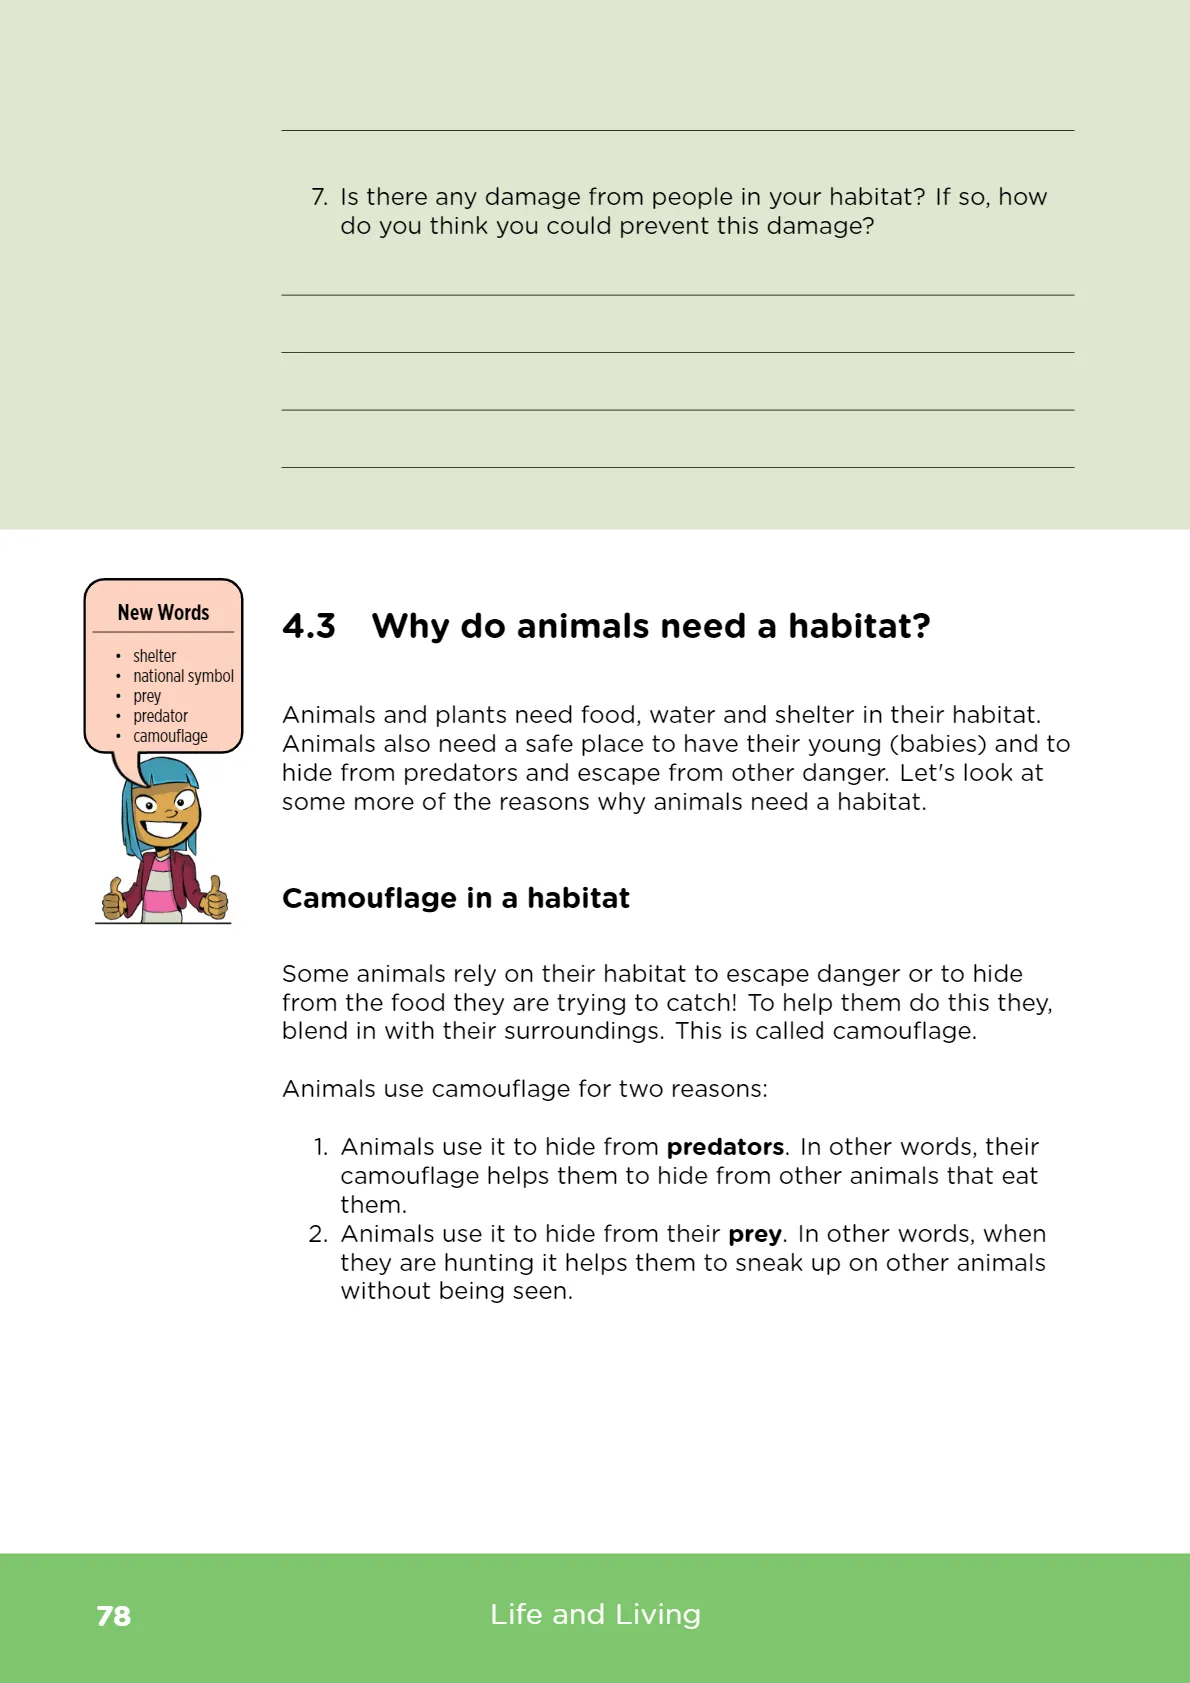 7. Is there any damage from people in your habitat? If so, how
do you think you could prevent this damage?
New Words
• shelter
• national symbol
• prey
• predator
• camouflage
4.3 Why do animals need a habitat?
Animals and plants need food, water and shelter in their habitat.
Animals also need a safe place to have their young (babies) and to
hide from predators and escape from other danger. Let's look at
some more of the reasons why animals need a habitat.
Camouflage in a habitat
Some animals rely on their habitat to escape danger or to hide
from the food they are trying to catch! To help them do this they,
blend in with their surroundings. This is called camouflage.
Animals use camouflage for two reasons:
1. Animals use it to hide from predators. In other words, their
camouflage helps them to hide from other animals that eat
them.
2. Animals use it to hide from their prey. In other words, when
they are hunting it helps them to sneak up on other animals
without being seen.
78
Life and Living